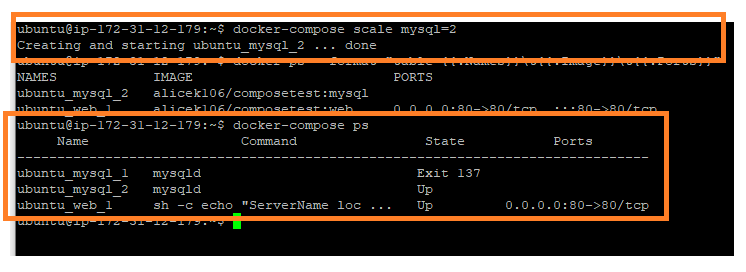 ubuntu@ip-172-31-12-179:~$ docker-compose scale mysql=2
Creating and starting ubuntu_mysql_2 ... done
ubuntu@ip-172-31-12-179:~$ docker ps --format "table {{.Names}}\t{{.Image}}\t{{.Ports}}"
NAMES IMAGE PORTS
ubuntu_mysql_2 alicek106/composetest:mysql
ubuntu_web_1 alicek106/composetest:web 0.0.0.0:80->80/tcp, :::80->80/tcp
ubuntu@ip-172-31-12-179:~$ docker-compose ps
Name Command State Ports
--------------------------------------------------------------------------------
ubuntu_mysql_1 mysqld Exit 137
ubuntu_mysql_2 mysqld Up
ubuntu_web_1 sh -c echo "ServerName loc ... Up 0.0.0.0:80->80/tcp
ubuntu@ip-172-31-12-179:~$